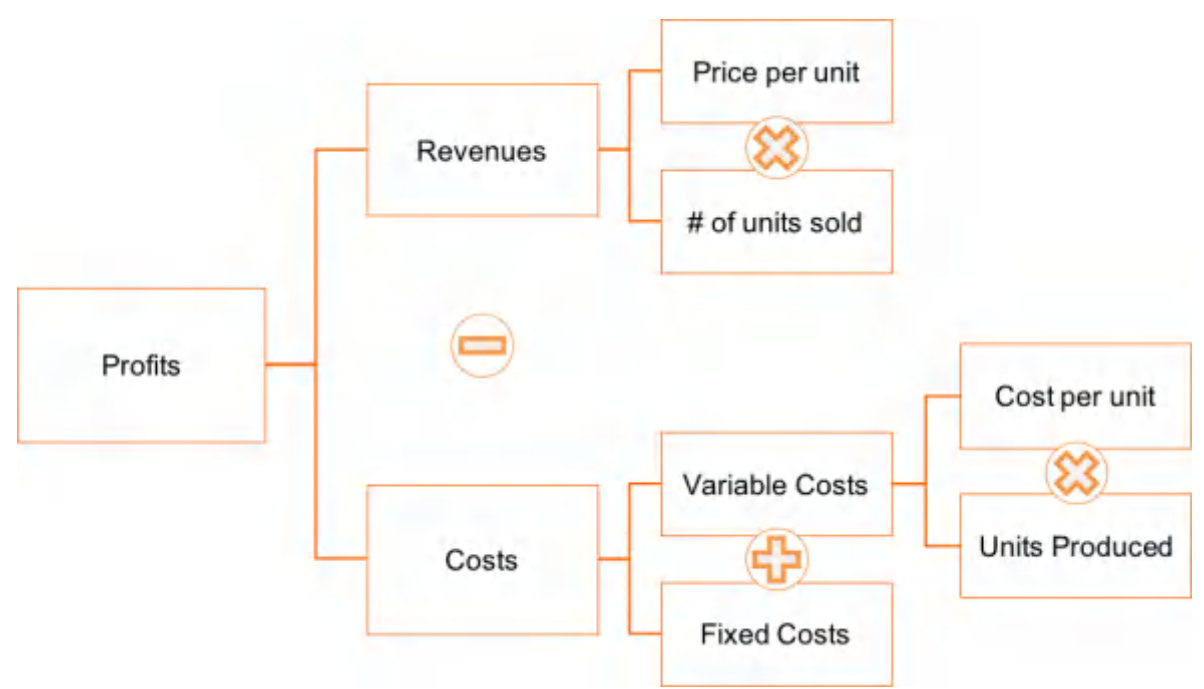 Price per unit
Revenues
# of units sold
Profits
Cost per unit
Variable Costs
Units Produced
Costs
Fixed Costs